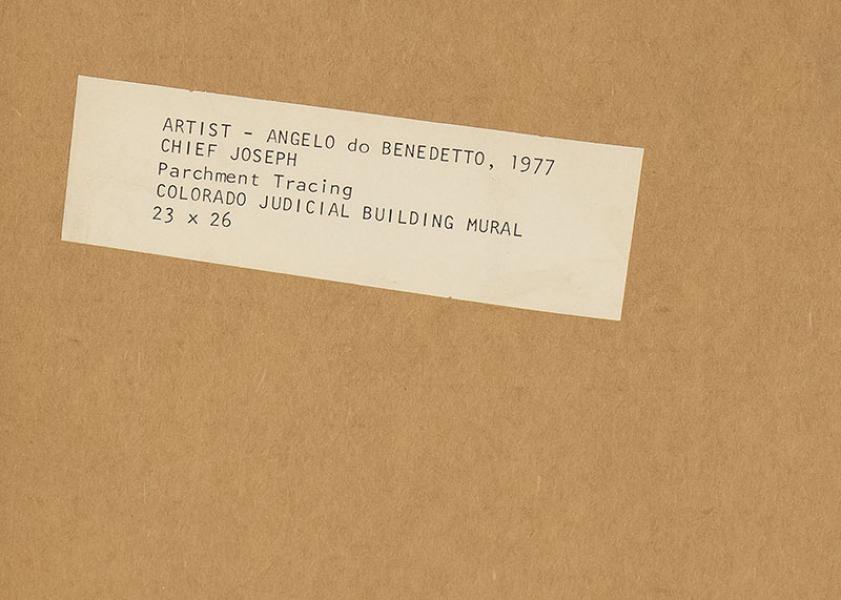 ARTIST - ANGELO do BENEDETTO, 1977
CHIEF JOSEPH
Parchment Tracing
COLORADO JUDICIAL BUILDING MURAL
23 x 26